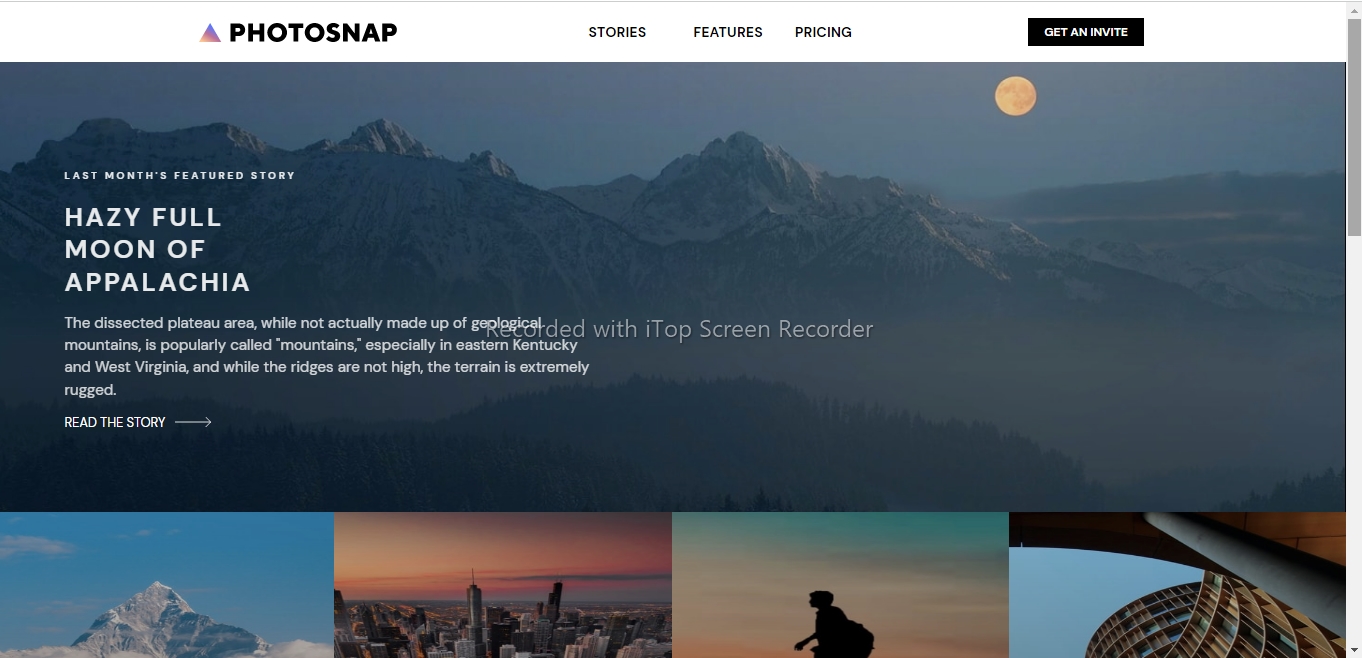 PHOTOSNAP
STORIES FEATURES PRICING
GET AN INVITE
LAST MONTH'S FEATURED STORY
HAZY FULL
MOON OF
APPALACHIA
The dissected plateau area, while not actually made up of geological
mountains, is popularly called "mountains," especially in eastern Kentucky
and West Virginia, and while the ridges are not high, the terrain is extremely
rugged.
READ THE STORY
Recorded with iTop Screen Recorder